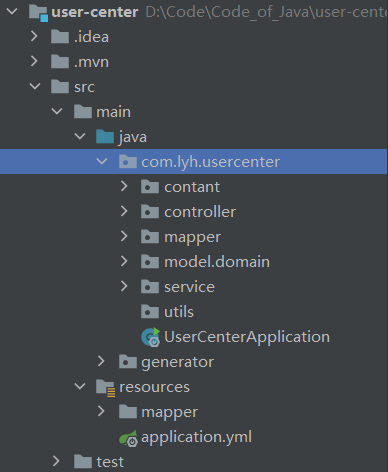 user-center D:\Code\Code_of_Java\user-cent
.idea
.mvn
src
main
java
com.lyh.usercenter
contant
controller
mapper
model.domain
service
utils
UserCenterApplication
generator
resources
mapper
application.yml
test